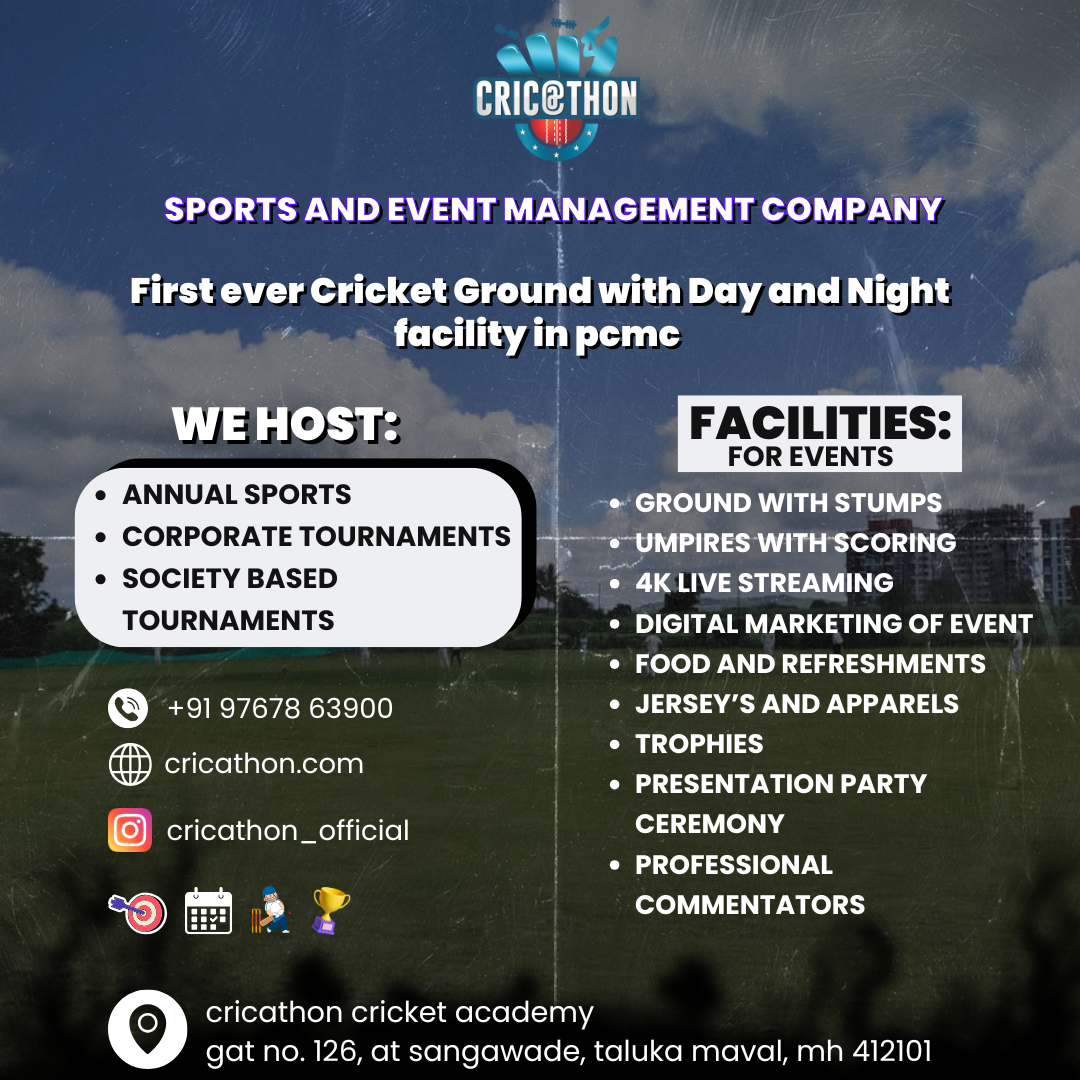 CRIC@THON
SPORTS AND EVENT MANAGEMENT COMPANY
First ever Cricket Ground with Day and Night
facility in pcmc
WE HOST:
• ANNUAL SPORTS
• CORPORATE TOURNAMENTS
• SOCIETY BASED
TOURNAMENTS
+91 97678 63900
cricathon.com
cricathon_official
FACILITIES:
FOR EVENTS
• GROUND WITH STUMPS
• UMPIRES WITH SCORING
• 4K LIVE STREAMING
• DIGITAL MARKETING OF EVENT
• FOOD AND REFRESHMENTS
• JERSEY’S AND APPARELS
• TROPHIES
• PRESENTATION PARTY
CEREMONY
• PROFESSIONAL
COMMENTATORS
cricathon cricket academy
gat no. 126, at sangawade, taluka maval, mh 412101